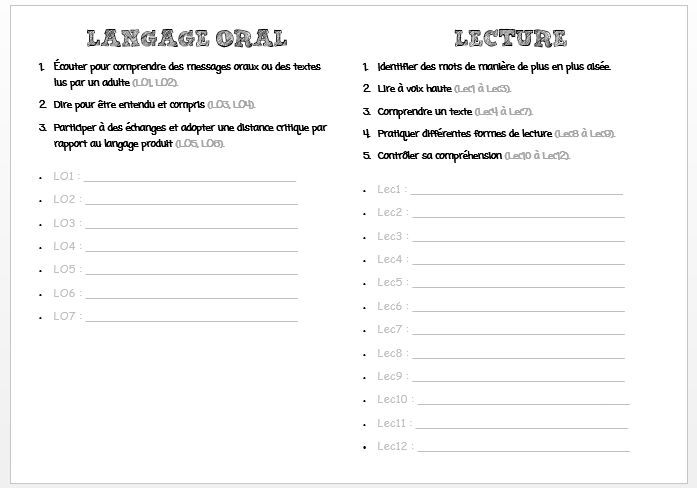 LANGAGE ORAL
1. Écouter pour comprendre des messages oraux ou des textes
lus par un adulte (LO1, LO2).
2. Dire pour être entendu et compris (LO3, LO4).
3. Participer à des échanges et adopter une distance critique par
rapport au langage produit (LO5, LO6).
• LO1 : ____________________
• LO2 : ____________________
• LO3 : ____________________
• LO4 : ____________________
• LO5 : ____________________
• LO6 : ____________________
• LO7 : ____________________
LECTURE
1. Identifier des mots de manière de plus en plus aisée.
2. Lire à voix haute (Lec1 à Lec3).
3. Comprendre un texte (Lec4 à Lec7).
4. Pratiquer différentes formes de lecture (Lec8 à Lec9).
5. Contrôler sa compréhension (Lec10 à Lec12).
• Lec1 : ____________________
• Lec2 : ____________________
• Lec3 : ____________________
• Lec4 : ____________________
• Lec5 : ____________________
• Lec6 : ____________________
• Lec7 : ____________________
• Lec8 : ____________________
• Lec9 : ____________________
• Lec10 : ____________________
• Lec11 : ____________________
• Lec12 : ____________________